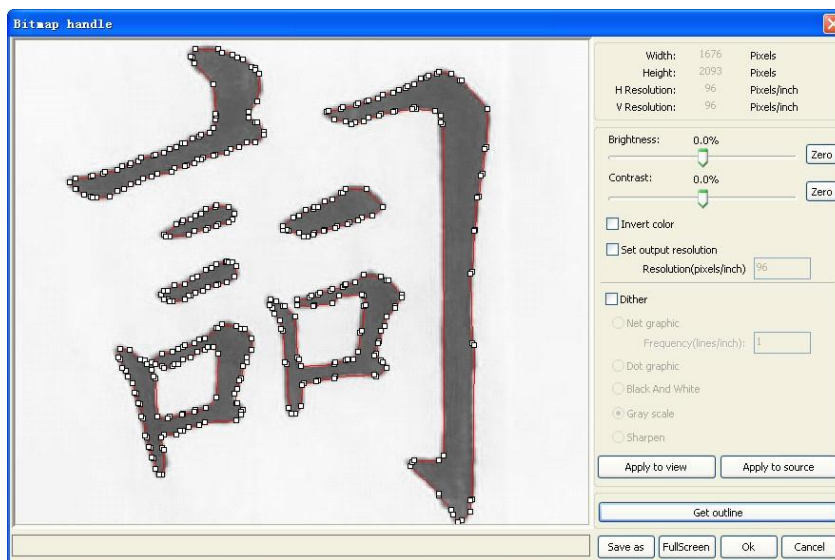 Bitmap handle
詞
Width: 1676 Pixels
Height: 2093 Pixels
H Resolution: 96 Pixels/inch
V Resolution: 96 Pixels/inch
Brightness: 0.0%
Zero
Contrast: 0.0%
Zero
Invert color
Set output resolution
Resolution(pixels/inch) 96
Dither
Net graphic
Frequency(lines/inch): 1
Dot graphic
Black And White
Gray scale
Sharpen
Apply to view Apply to source
Get outline
Save as FullScreen Ok Cancel